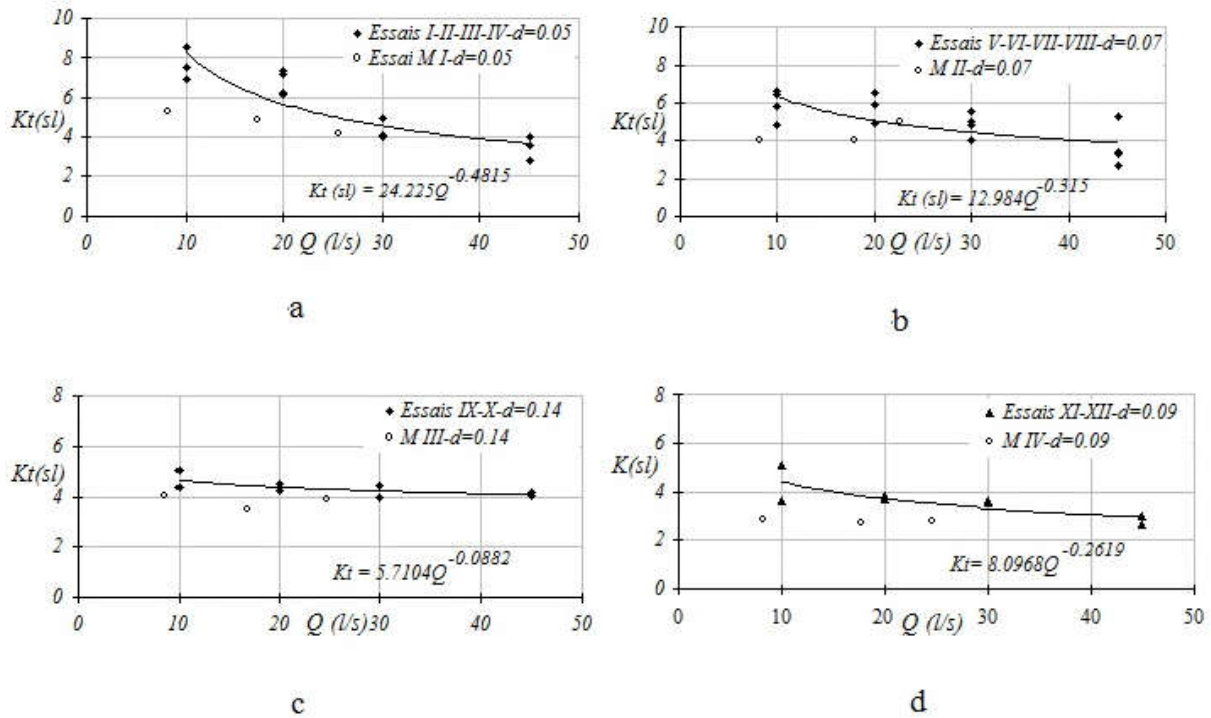 10
8
6
4
2
0
Kt(sl)
Essais I-II-III-IV-d=0.05
Essai M I-d=0.05
Kt (sl) = 24.225Q^-0.4815
0 10 20 30 40 50
Q (l/s)
a
10
8
6
4
2
0
Kt(sl)
Essais V-VI-VII-VIII-d=0.07
M II-d=0.07
Kt (sl)= 12.984Q^-0.315
0 10 20 30 40 50
Q (l/s)
b
8
6
4
2
0
Kt(sl)
Essais IX-X-d=0.14
M III-d=0.14
Kt = 5.7104Q^-0.0882
0 10 20 30 40 50
Q (l/s)
c
8
6
4
2
0
K(sl)
Essais XI-XII-d=0.09
M IV-d=0.09
Kt= 8.0968Q^-0.2619
0 10 20 30 40 50
Q (l/s)
d